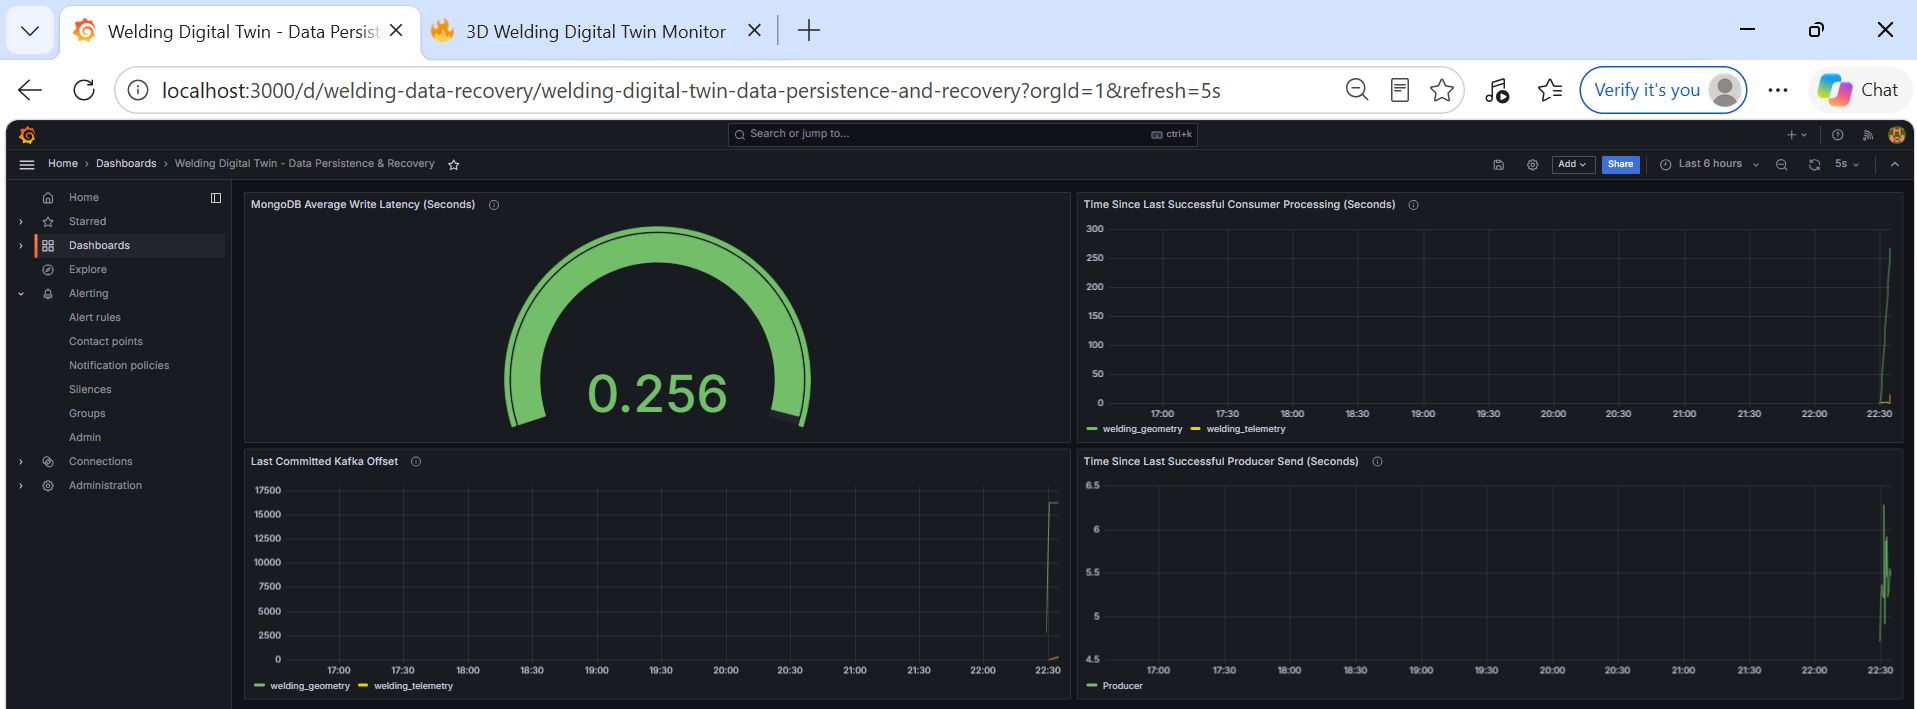 Welding Digital Twin - Data Persist
3D Welding Digital Twin Monitor
localhost:3000/d/welding-data-recovery/welding-digital-twin-data-persistence-and-recovery?orgId=1&refresh=5s
Verify it's you
Chat
Search or jump to...
ctrl+k
Home › Dashboards › Welding Digital Twin - Data Persistence & Recovery
Add
Share
Last 6 hours
5s
Home
Starred
Dashboards
Explore
Alerting
Alert rules
Contact points
Notification policies
Silences
Groups
Admin
Connections
Administration
MongoDB Average Write Latency (Seconds)
0.256
Time Since Last Successful Consumer Processing (Seconds)
300
250
200
150
100
50
0
17:00 17:30 18:00 18:30 19:00 19:30 20:00 20:30 21:00 21:30 22:00 22:30
welding_geometry welding_telemetry
Last Committed Kafka Offset
17500
15000
12500
10000
7500
5000
2500
0
17:00 17:30 18:00 18:30 19:00 19:30 20:00 20:30 21:00 21:30 22:00 22:30
welding_geometry welding_telemetry
Time Since Last Successful Producer Send (Seconds)
6.5
6
5.5
5
4.5
17:00 17:30 18:00 18:30 19:00 19:30 20:00 20:30 21:00 21:30 22:00 22:30
Producer